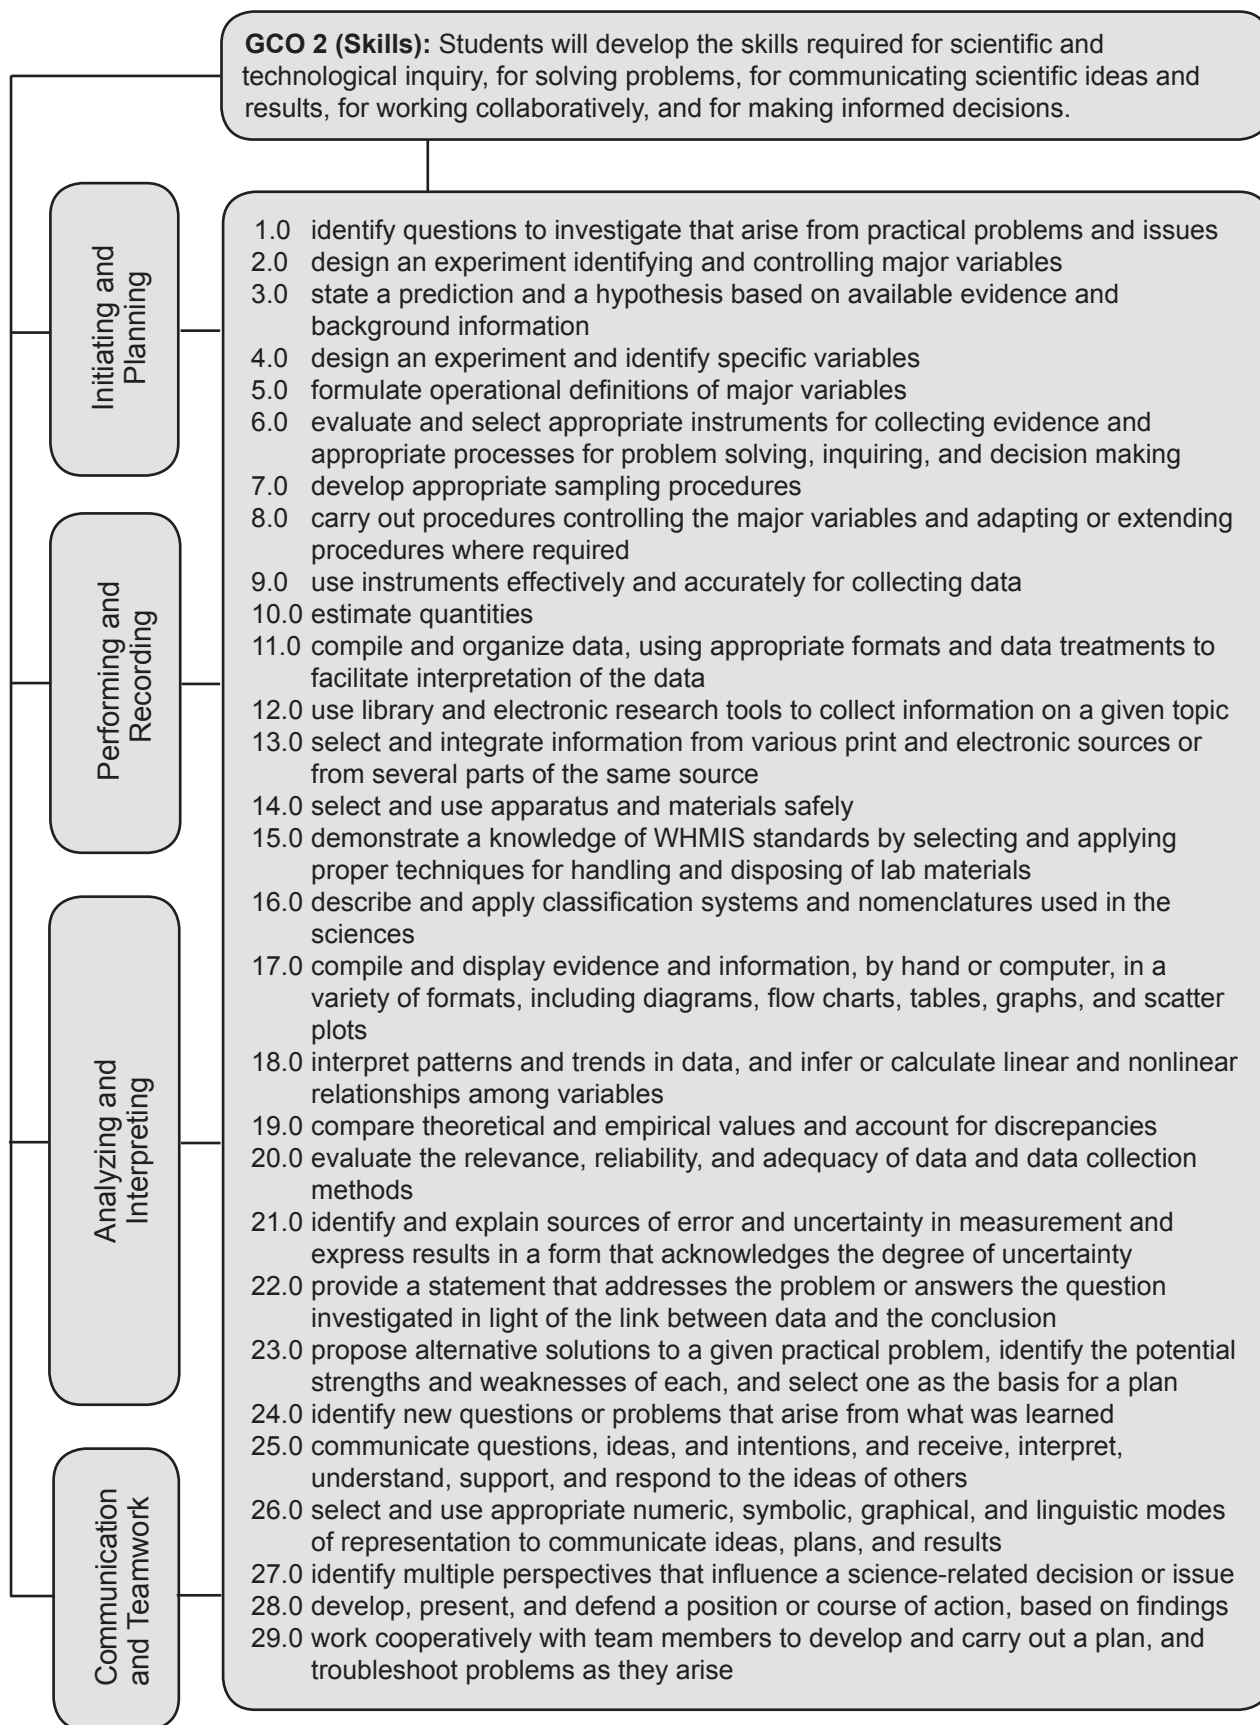 GCO 2 (Skills): Students will develop the skills required for scientific and
technological inquiry, for solving problems, for communicating scientific ideas and
results, for working collaboratively, and for making informed decisions.
Initiating and
Planning
Performing and
Recording
Analyzing and
Interpreting
Communication
and Teamwork
1.0 identify questions to investigate that arise from practical problems and issues
2.0 design an experiment identifying and controlling major variables
3.0 state a prediction and a hypothesis based on available evidence and
background information
4.0 design an experiment and identify specific variables
5.0 formulate operational definitions of major variables
6.0 evaluate and select appropriate instruments for collecting evidence and
appropriate processes for problem solving, inquiring, and decision making
7.0 develop appropriate sampling procedures
8.0 carry out procedures controlling the major variables and adapting or extending
procedures where required
9.0 use instruments effectively and accurately for collecting data
10.0 estimate quantities
11.0 compile and organize data, using appropriate formats and data treatments to
facilitate interpretation of the data
12.0 use library and electronic research tools to collect information on a given topic
13.0 select and integrate information from various print and electronic sources or
from several parts of the same source
14.0 select and use apparatus and materials safely
15.0 demonstrate a knowledge of WHMIS standards by selecting and applying
proper techniques for handling and disposing of lab materials
16.0 describe and apply classification systems and nomenclatures used in the
sciences
17.0 compile and display evidence and information, by hand or computer, in a
variety of formats, including diagrams, flow charts, tables, graphs, and scatter
plots
18.0 interpret patterns and trends in data, and infer or calculate linear and nonlinear
relationships among variables
19.0 compare theoretical and empirical values and account for discrepancies
20.0 evaluate the relevance, reliability, and adequacy of data and data collection
methods
21.0 identify and explain sources of error and uncertainty in measurement and
express results in a form that acknowledges the degree of uncertainty
22.0 provide a statement that addresses the problem or answers the question
investigated in light of the link between data and the conclusion
23.0 propose alternative solutions to a given practical problem, identify the potential
strengths and weaknesses of each, and select one as the basis for a plan
24.0 identify new questions or problems that arise from what was learned
25.0 communicate questions, ideas, and intentions, and receive, interpret,
understand, support, and respond to the ideas of others
26.0 select and use appropriate numeric, symbolic, graphical, and linguistic modes
of representation to communicate ideas, plans, and results
27.0 identify multiple perspectives that influence a science-related decision or issue
28.0 develop, present, and defend a position or course of action, based on findings
29.0 work cooperatively with team members to develop and carry out a plan, and
troubleshoot problems as they arise